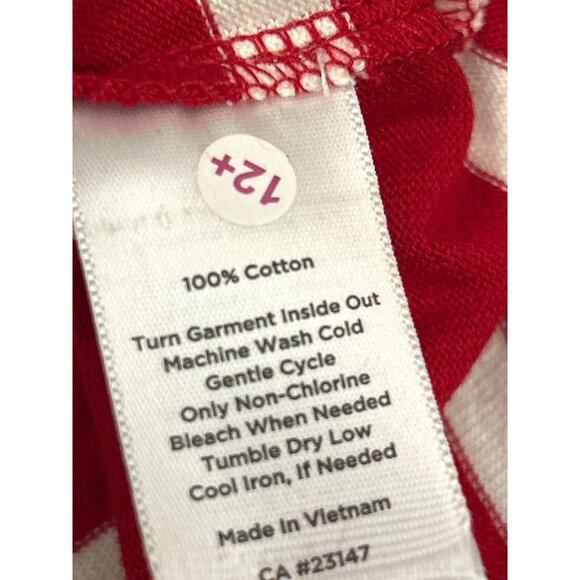 12+
100% Cotton
Turn Garment Inside Out
Machine Wash Cold
Gentle Cycle
Only Non-Chlorine
Bleach When Needed
Tumble Dry Low
Cool Iron, If Needed
Made In Vietnam
CA #23147